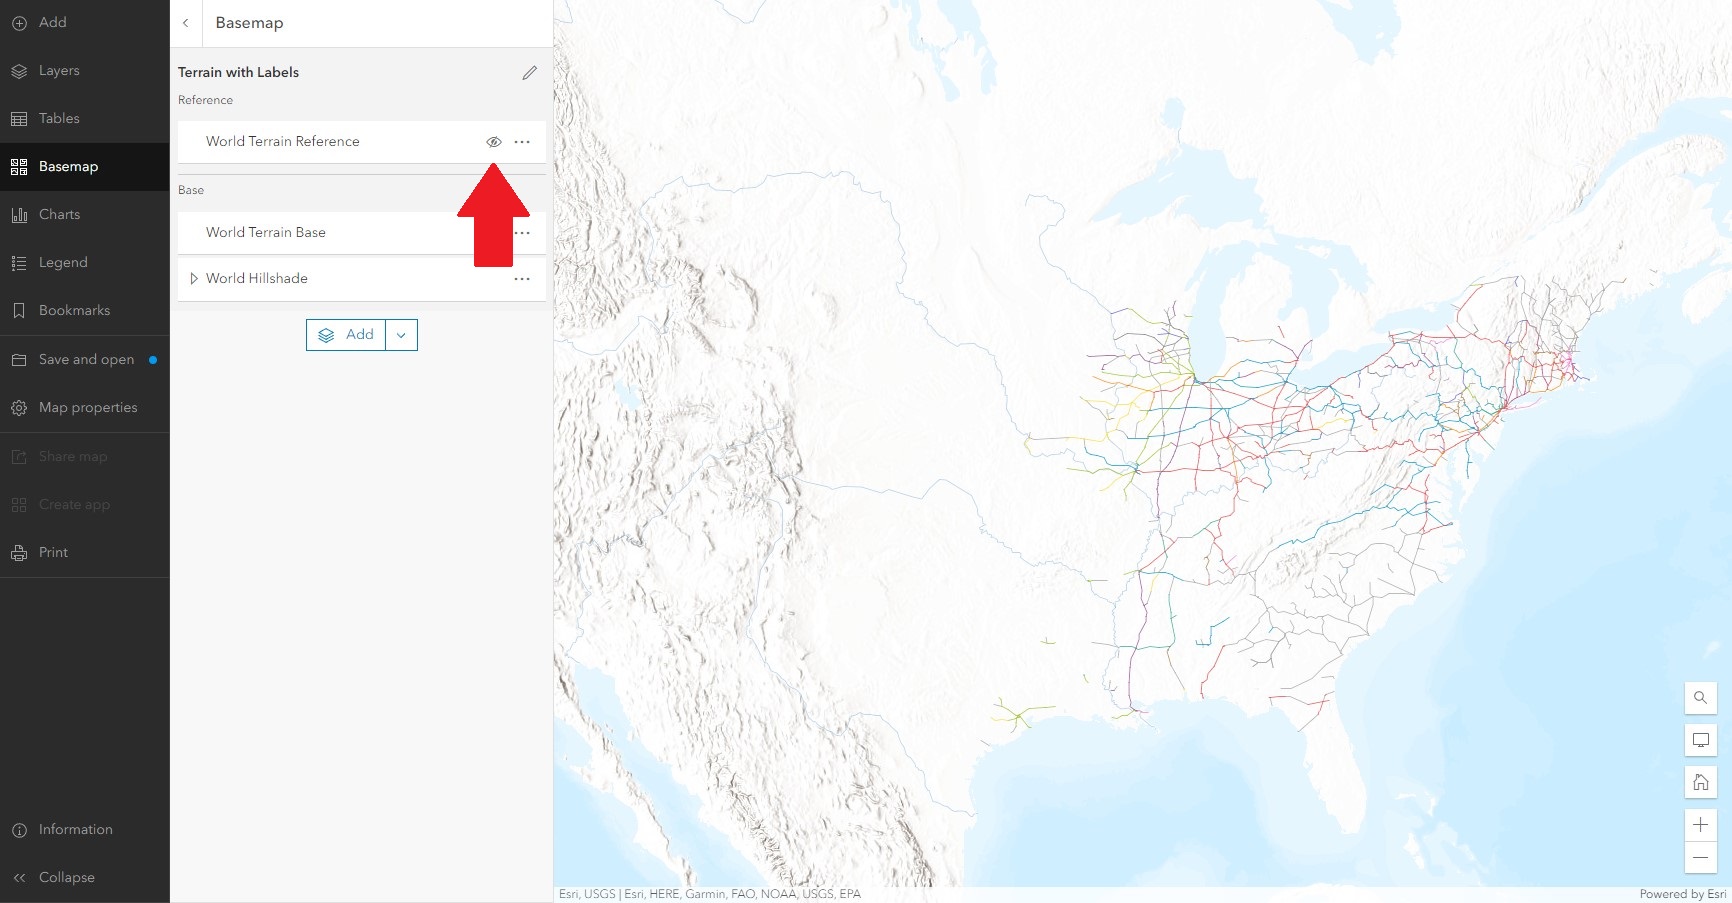 Add
Layers
Tables
Basemap
Charts
Legend
Bookmarks
Save and open
Map properties
Share map
Create app
Print
Information
Collapse
Basemap
Terrain with Labels
Reference
World Terrain Reference
Base
World Terrain Base
World Hillshade
Add
Esri, USGS | Esri, HERE, Garmin, FAO, NOAA, USGS, EPA
Powered by Esri